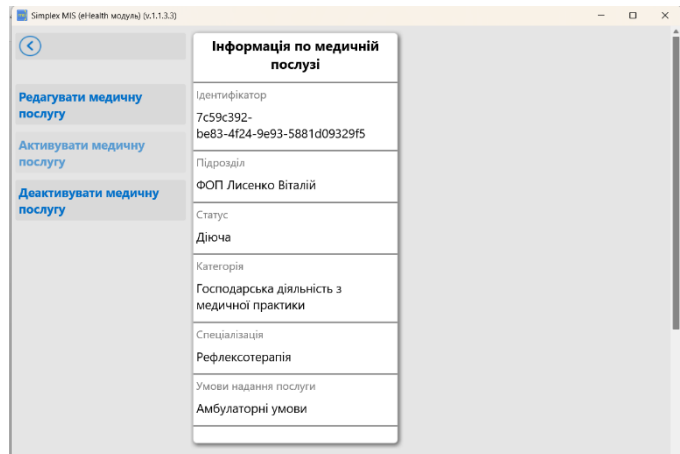 Simplex MIS (eHealth модуль) (v.1.1.3.3)
Редагувати медичну
послугу
Активувати медичну
послугу
Деактивувати медичну
послугу
Інформація по медичній
послузі
Ідентифікатор
7c59c392-
be83-4f24-9e93-5881d09329f5
Підрозділ
ФОП Лисенко Віталій
Статус
Діюча
Категорія
Господарська діяльність з
медичної практики
Спеціалізація
Рефлексотерапія
Умови надання послуги
Амбулаторні умови